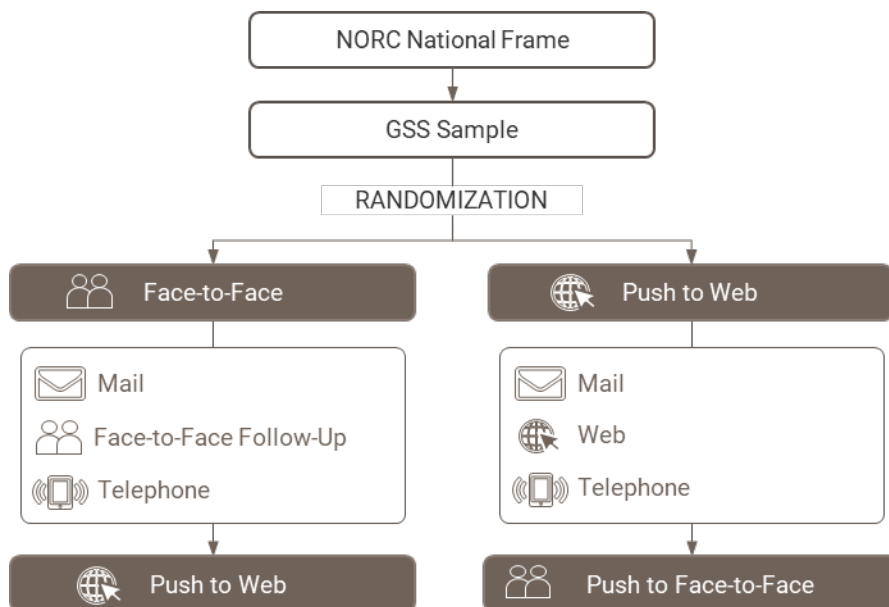 NORC National Frame
GSS Sample
RANDOMIZATION
Face-to-Face
Mail
Face-to-Face Follow-Up
Telephone
Push to Web
Push to Web
Mail
Web
Telephone
Push to Face-to-Face